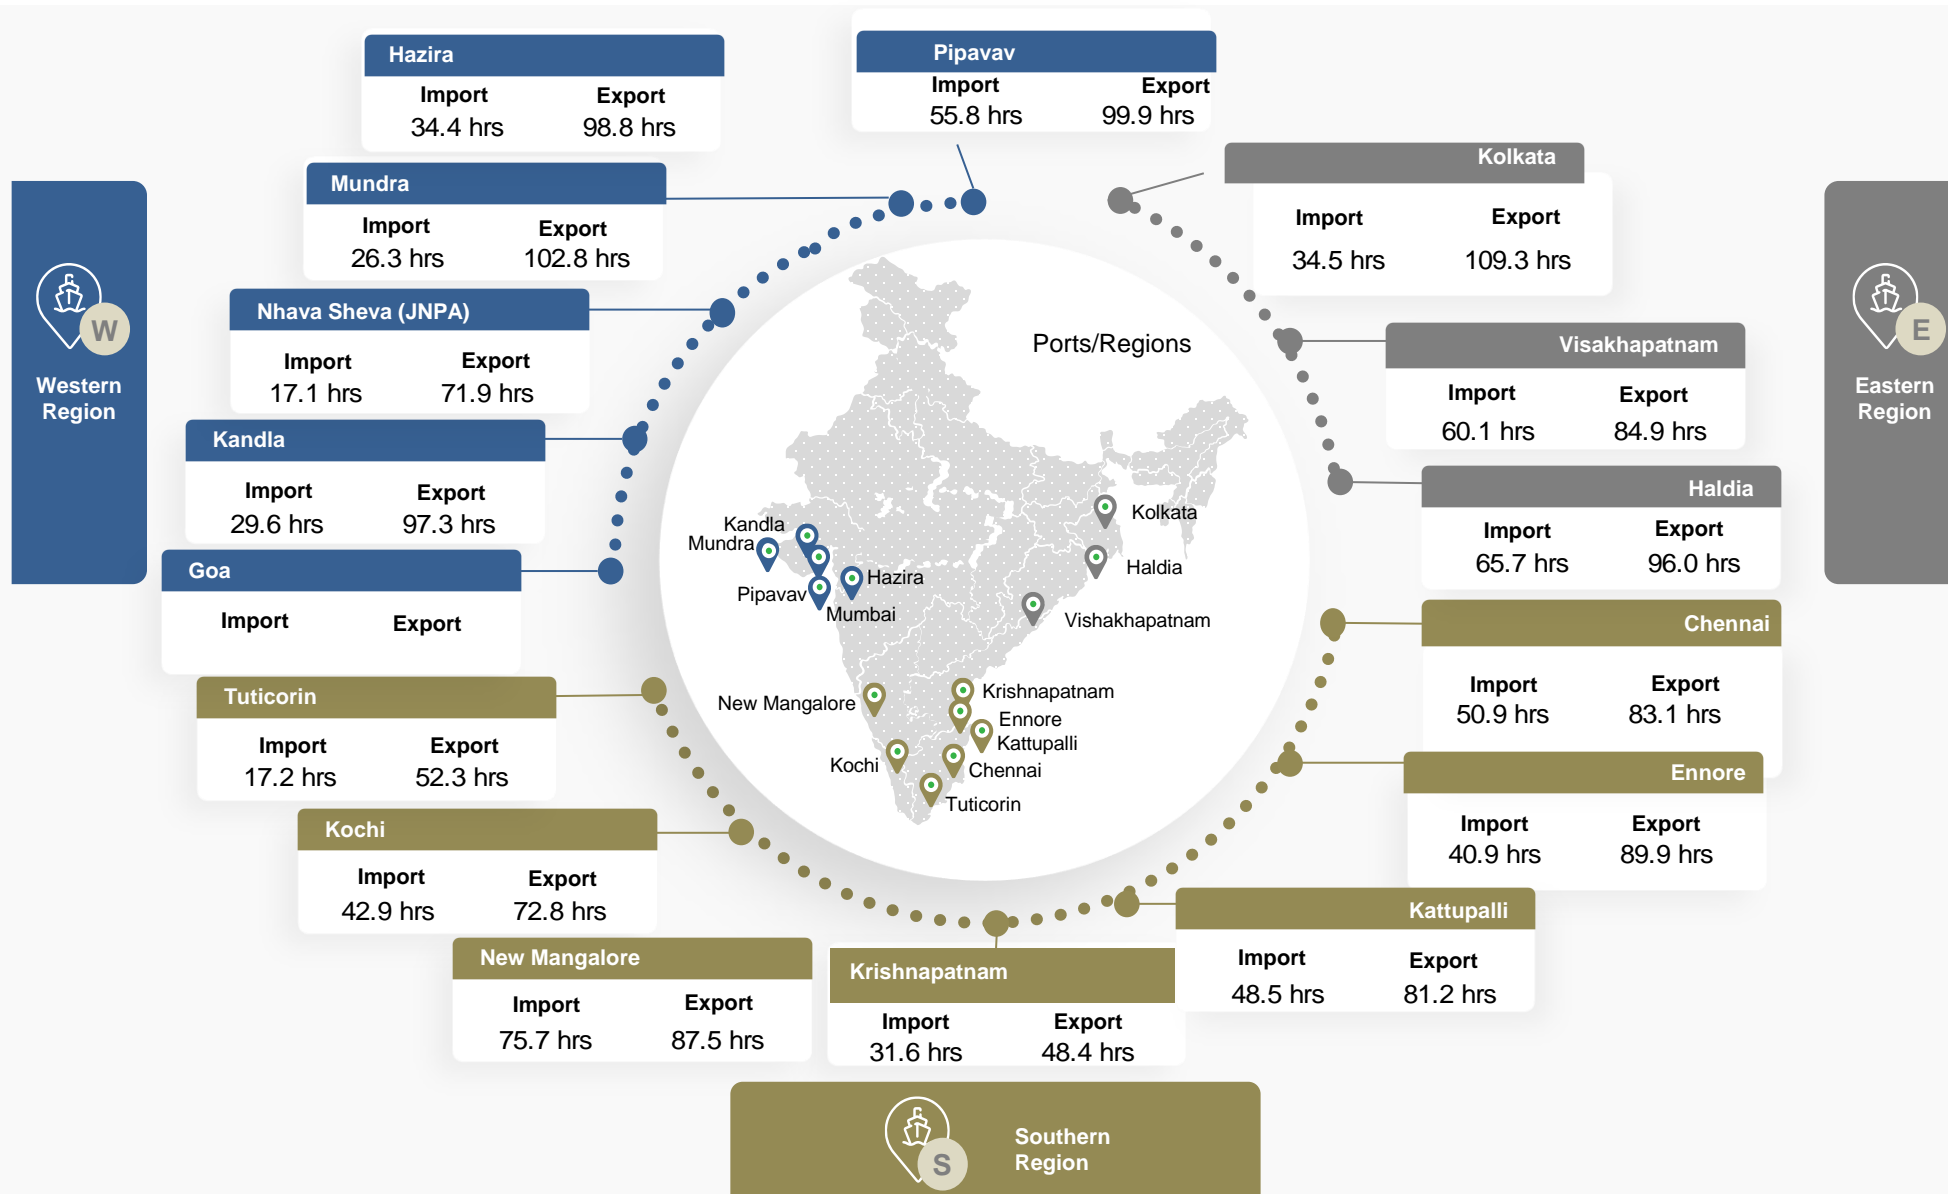 Hazira
Import Export
34.4 hrs 98.8 hrs
Pipavav
Import Export
55.8 hrs 99.9 hrs
Mundra
Import Export
26.3 hrs 102.8 hrs
Kolkata
Import Export
34.5 hrs 109.3 hrs
Nhava Sheva (JNPA)
Import Export
17.1 hrs 71.9 hrs
Visakhapatnam
Import Export
60.1 hrs 84.9 hrs
W
Western
Region
E
Eastern
Region
Kandla
Import Export
29.6 hrs 97.3 hrs
Haldia
Import Export
65.7 hrs 96.0 hrs
Goa
Import Export
Chennai
Import Export
50.9 hrs 83.1 hrs
Tuticorin
Import Export
17.2 hrs 52.3 hrs
Ennore
Import Export
40.9 hrs 89.9 hrs
Kochi
Import Export
42.9 hrs 72.8 hrs
Kattupalli
Import Export
48.5 hrs 81.2 hrs
New Mangalore
Import Export
75.7 hrs 87.5 hrs
Krishnapatnam
Import Export
31.6 hrs 48.4 hrs
Ports/Regions
Kolkata
Kandla
Mundra
Haldia
Hazira
Pipavav
Mumbai
Vishakhapatnam
Krishnapatnam
New Mangalore
Ennore
Kattupalli
Kochi
Chennai
Tuticorin
S
Southern
Region